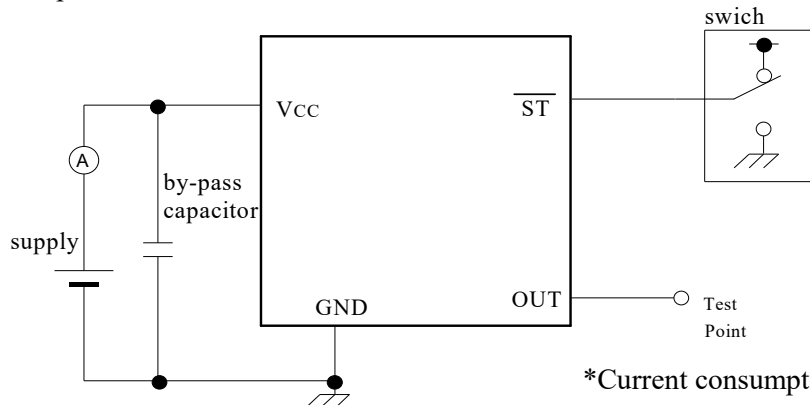 swich
VCC
ST
A
by-pass
capacitor
supply
GND
OUT
Test
Point
*Current consumpt